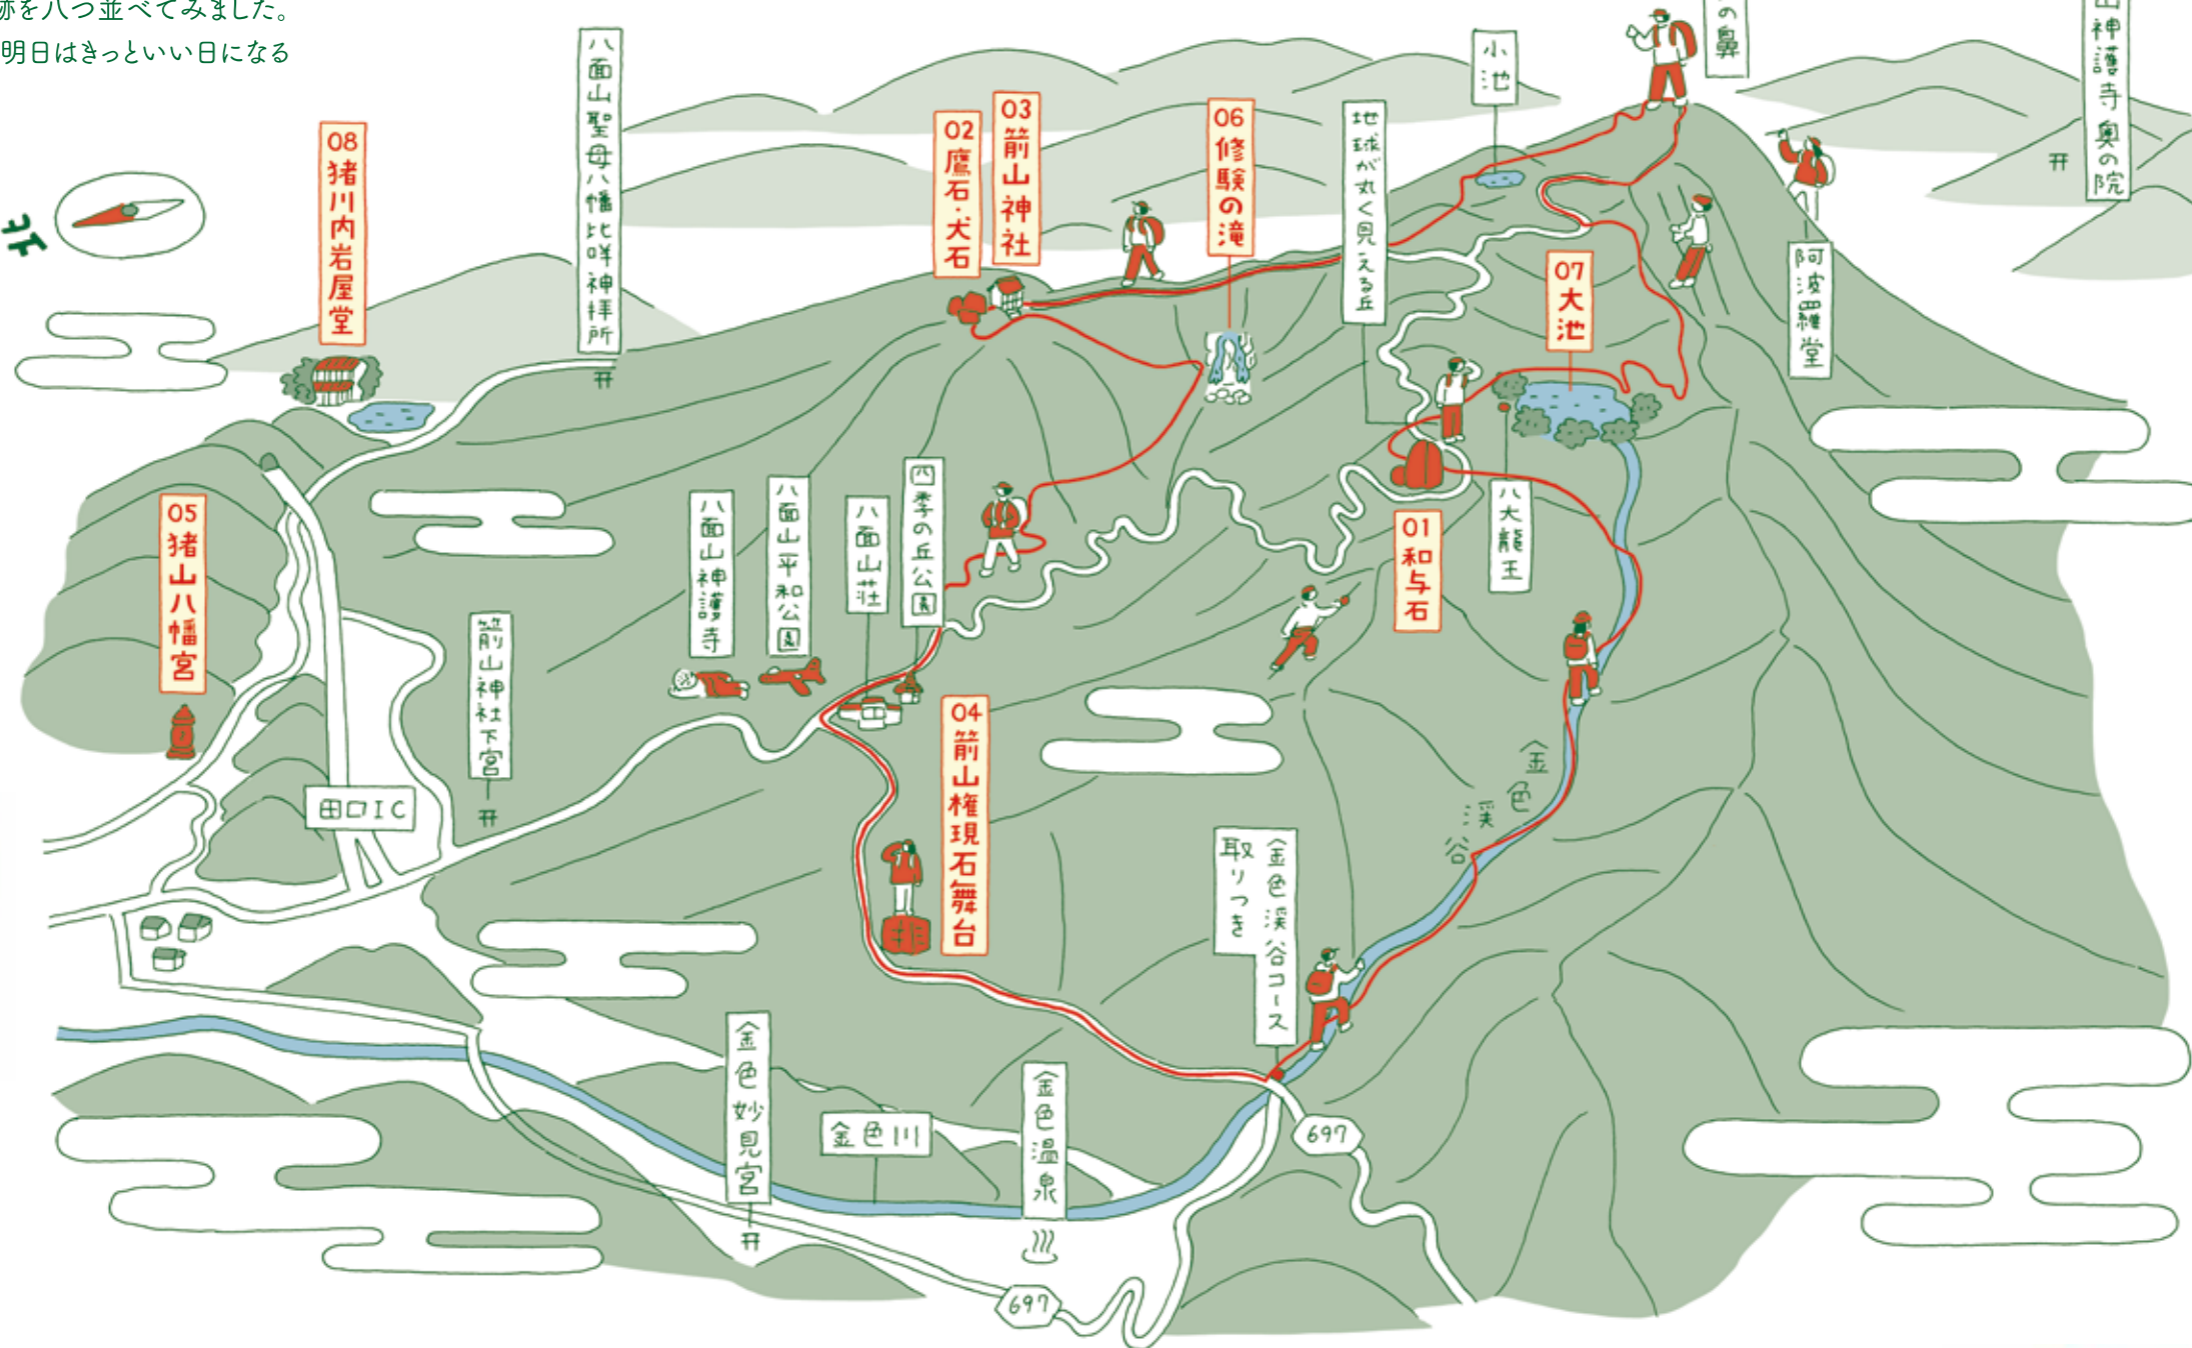 跡を八つ並べてみました。
明日はきっといい日になる
北
八面山聖母八幡比咩神拝所
08 猪川内岩屋堂
02 鷹石・犬石
03 箭山神社
06 修験の滝
地球が丸く見える丘
小池
の鼻
神護寺 奥の院
阿波羅堂
07 大池
05 猪山八幡宮
箭山神社下宮
八面山神護寺
八面山平和公園
八面山荘
四季の丘公園
01 和与石
八大龍王
04 箭山権現石舞台
田口IC
金色渓谷
金色渓谷コース
取りつき
金色妙見宮
金色川
金色温泉
697
697